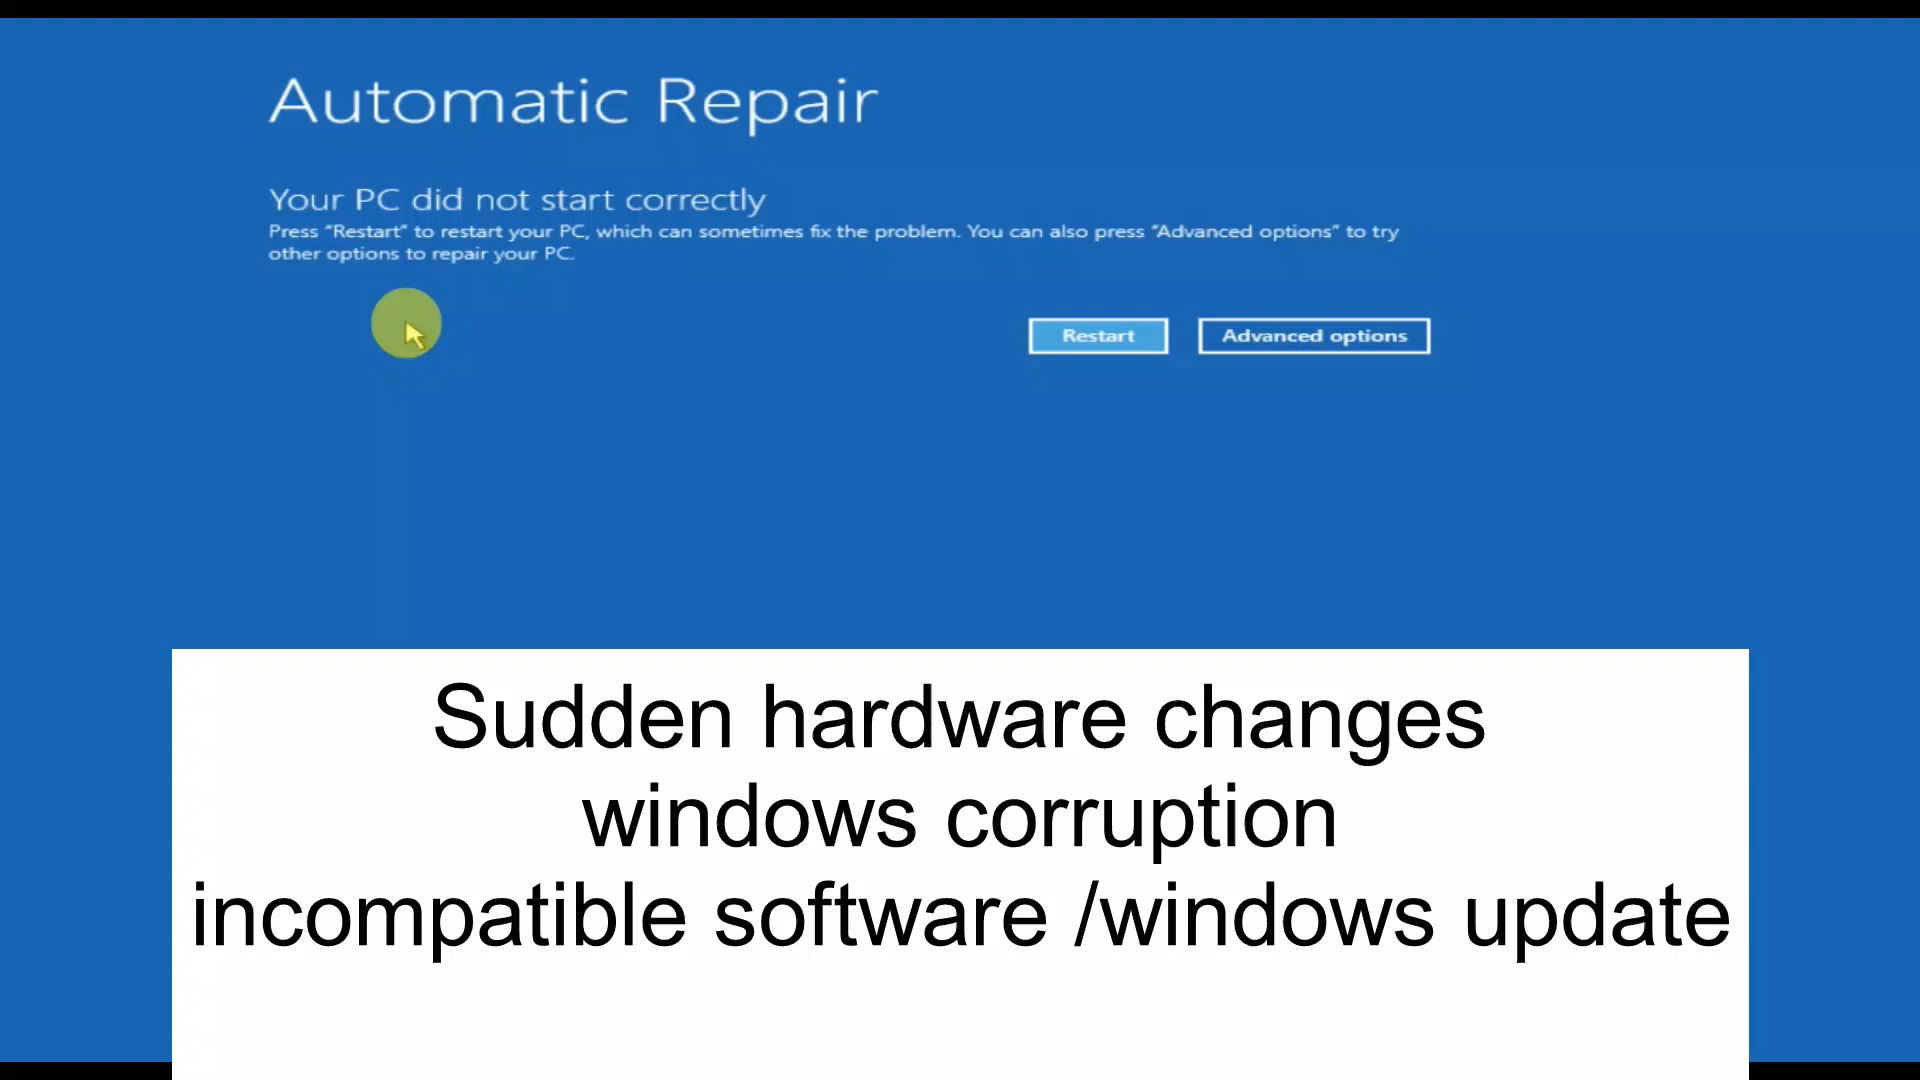 Automatic Repair
Your PC did not start correctly
Press “Restart” to restart your PC, which can sometimes fix the problem. You can also press “Advanced options” to try
other options to repair your PC.
Restart
Advanced options
Sudden hardware changes
windows corruption
incompatible software /windows update